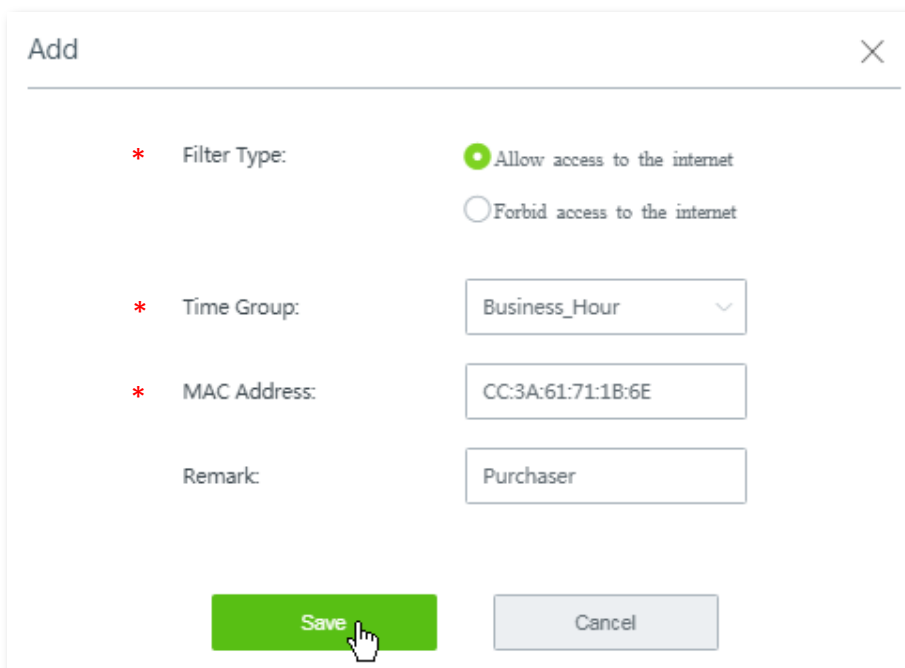 Add
* Filter Type: Allow access to the internet
Forbid access to the internet
* Time Group: Business_Hour
* MAC Address: CC:3A:61:71:1B:6E
Remark: Purchaser
Save Cancel